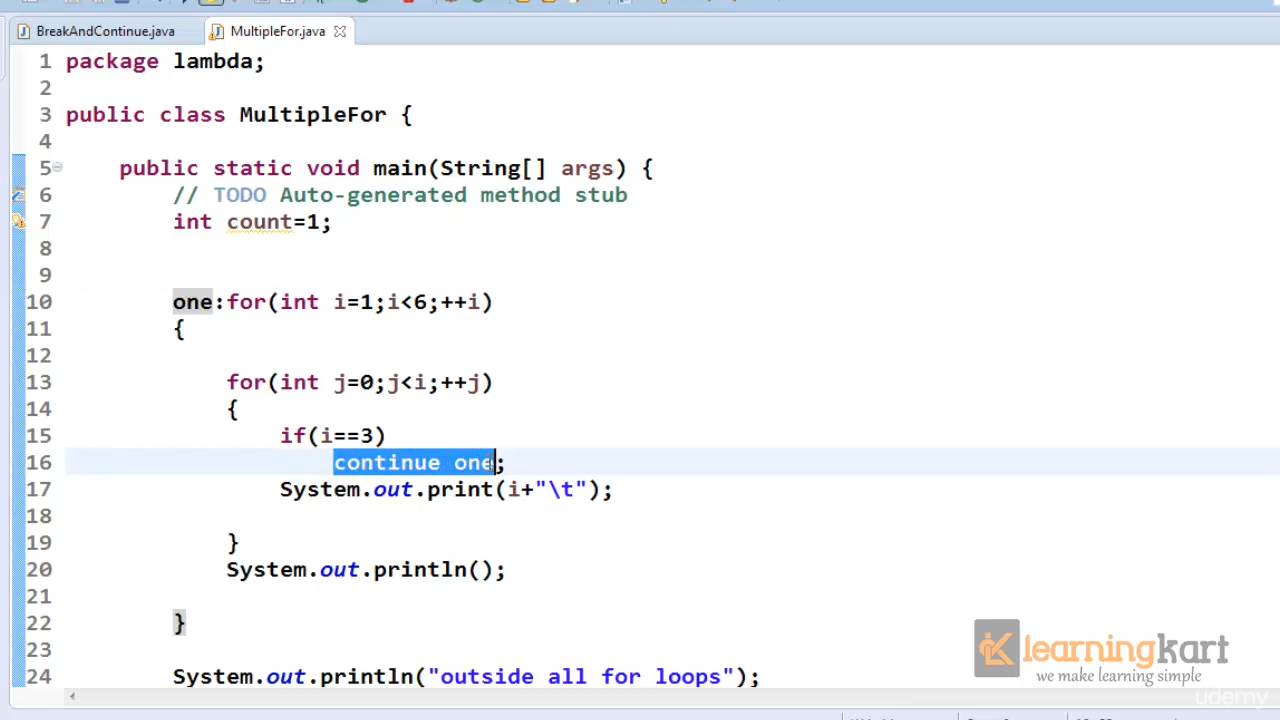 BreakAndContinue.java
MultipleFor.java
1 package lambda;
2
3 public class MultipleFor {
4
5 public static void main(String[] args) {
6 // TODO Auto-generated method stub
7 int count=1;
8
9
10 one:for(int i=1;i<6;++i)
11 {
12
13 for(int j=0;j<i;++j)
14 {
15 if(i==3)
16 continue one;
17 System.out.print(i+"\t");
18
19 }
20 System.out.println();
21
22 }
23
24 System.out.println("outside all for loops");
learningkart
we make learning simple
udemy